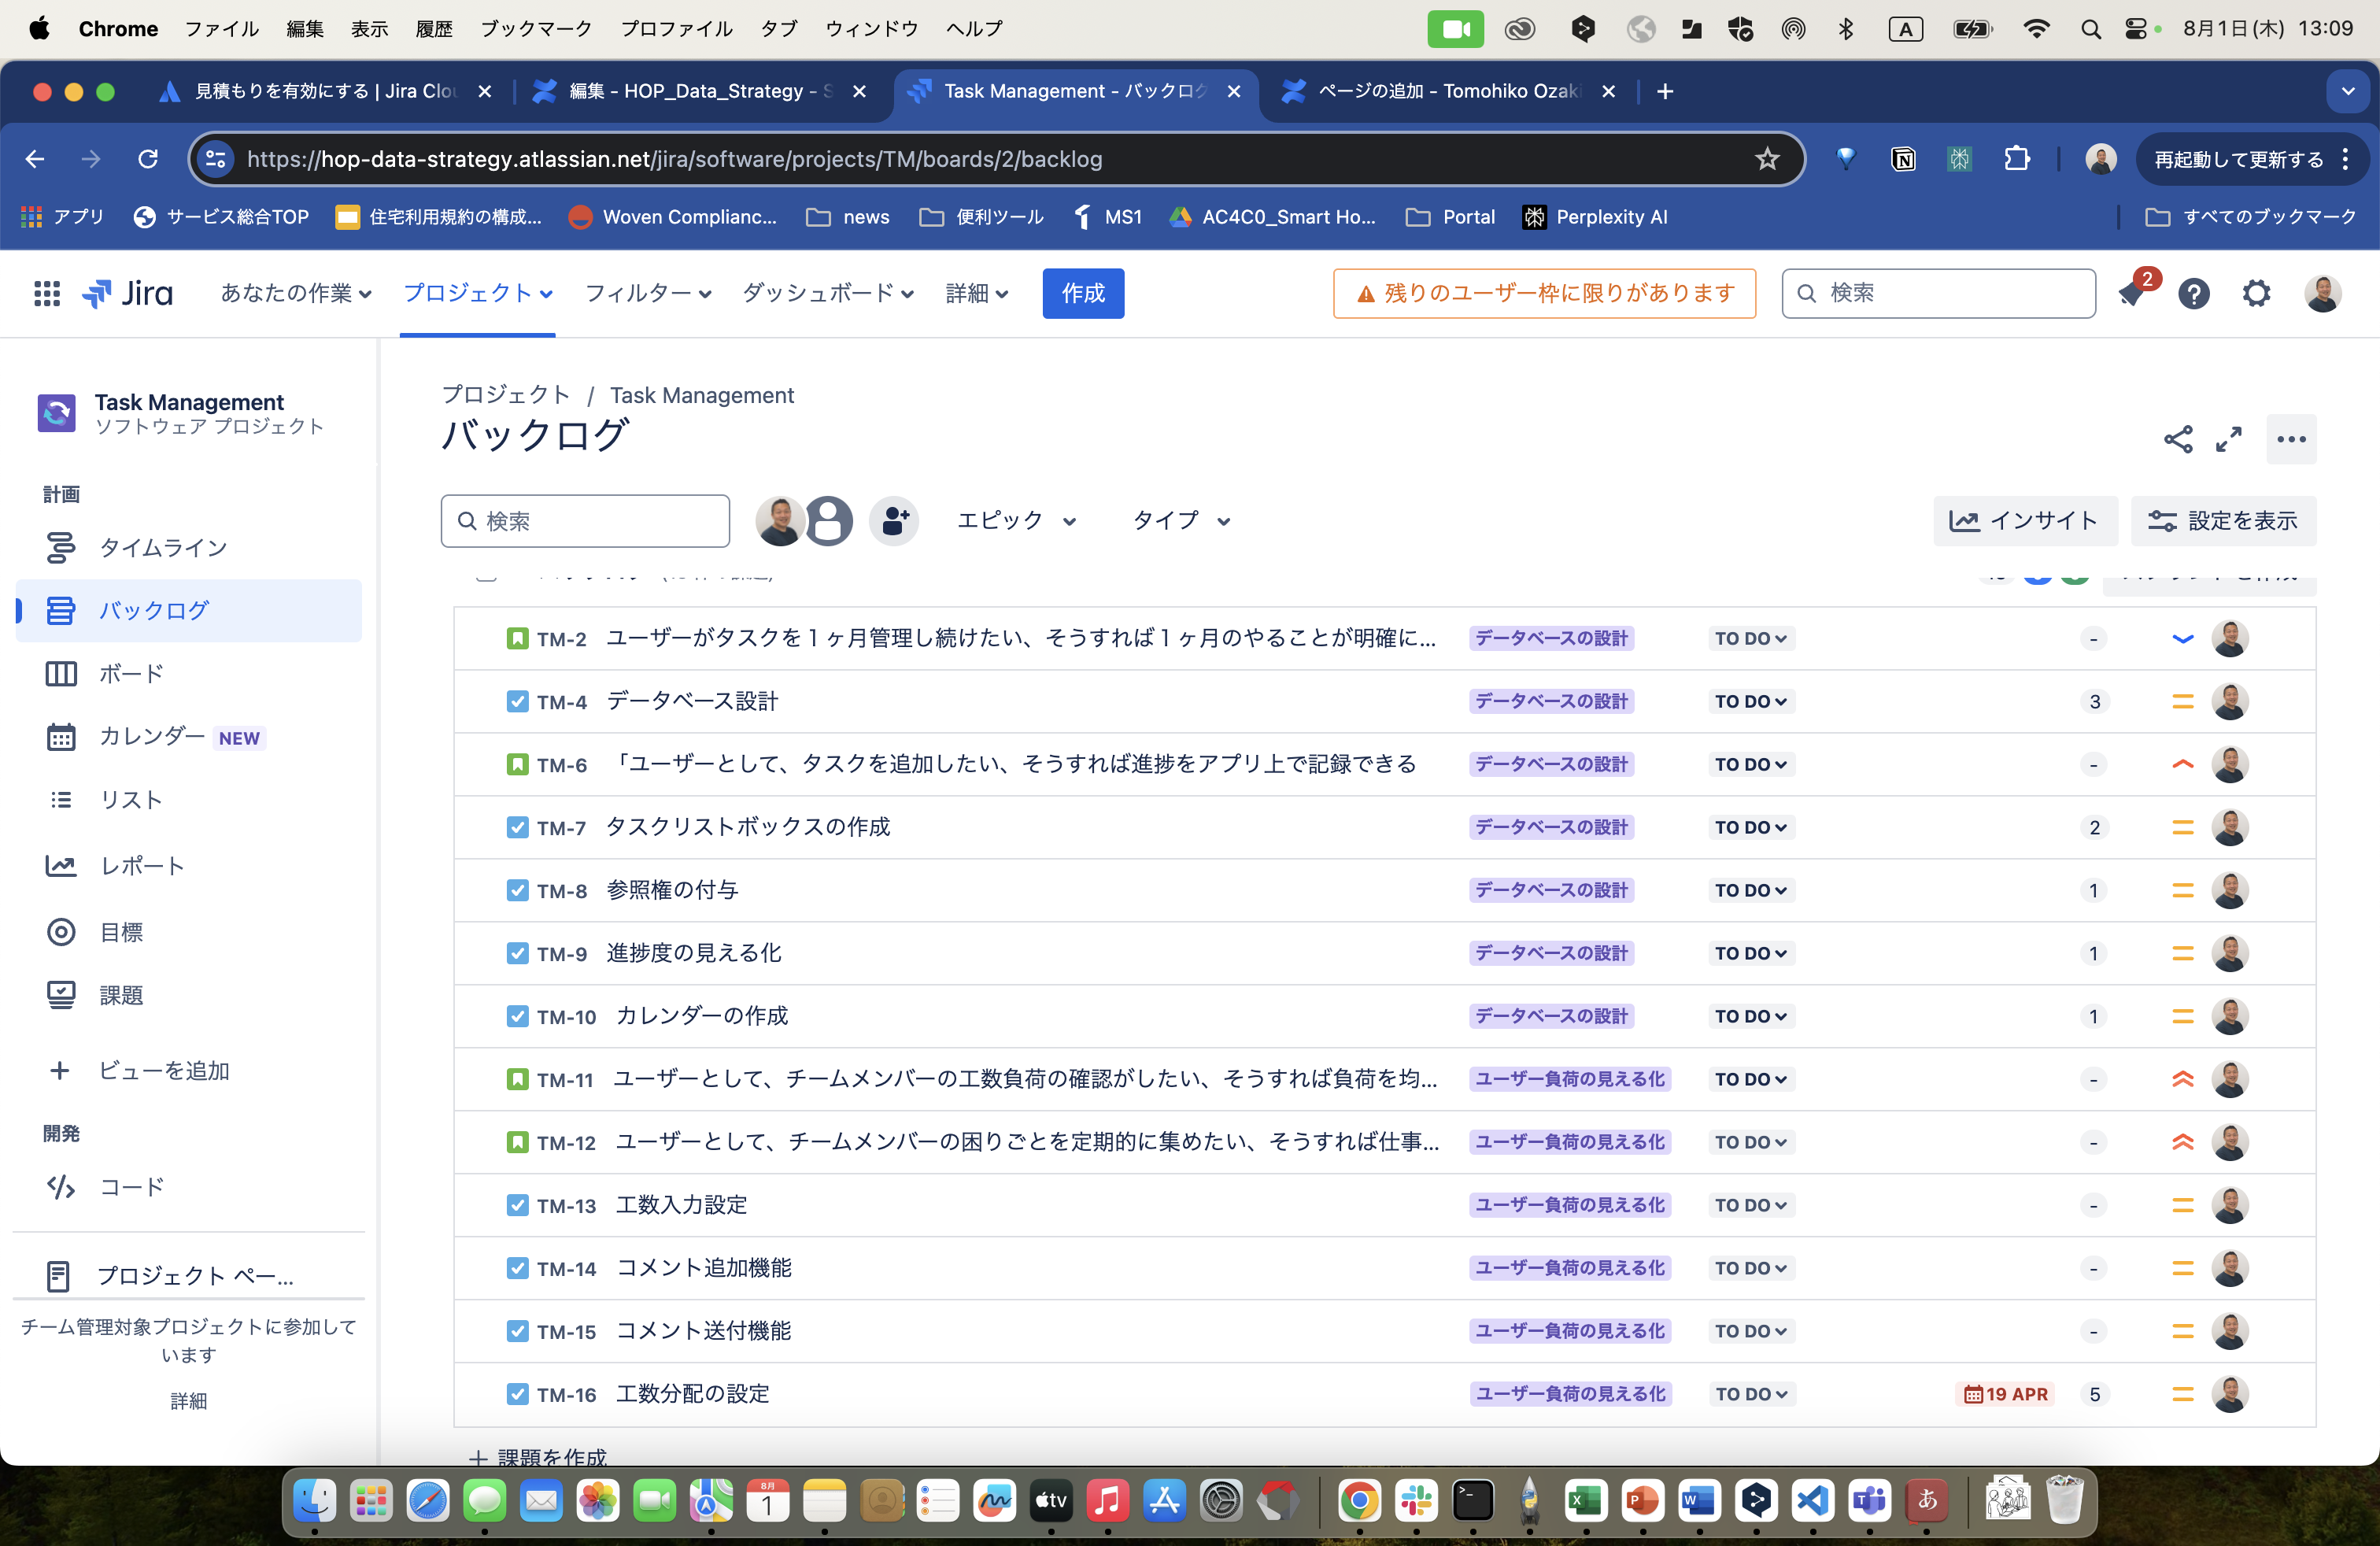 Chrome ファイル 編集 表示 履歴 ブックマーク プロファイル タブ ウィンドウ ヘルプ A 8月1日(木) 13:09
見積もりを有効にする | Jira Clou 編集 - HOP_Data_Strategy - S Task Management - バックログ ページの追加 - Tomohiko Ozaki
https://hop-data-strategy.atlassian.net/jira/software/projects/TM/boards/2/backlog 再起動して更新する
アプリ サービス総合TOP 住宅利用規約の構成... Woven Complianc... news 便利ツール MS1 AC4C0_Smart Ho... Portal Perplexity AI すべてのブックマーク
Jira あなたの作業 プロジェクト フィルター ダッシュボード 詳細 作成 残りのユーザー枠に限りがあります 検索 2
Task Management
ソフトウェア プロジェクト
計画
タイムライン
バックログ
ボード
カレンダー NEW
リスト
レポート
目標
課題
ビューを追加
開発
コード
プロジェクト ペー...
チーム管理対象プロジェクトに参加して
います
詳細
プロジェクト / Task Management
バックログ
検索 エピック タイプ インサイト 設定を表示
TM-2 ユーザーがタスクを1ヶ月管理し続けたい、そうすれば1ヶ月のやることが明確に... データベースの設計 TO DO -
TM-4 データベース設計 データベースの設計 TO DO 3
TM-6 「ユーザーとして、タスクを追加したい、そうすれば進捗をアプリ上で記録できる データベースの設計 TO DO -
TM-7 タスクリストボックスの作成 データベースの設計 TO DO 2
TM-8 参照権の付与 データベースの設計 TO DO 1
TM-9 進捗度の見える化 データベースの設計 TO DO 1
TM-10 カレンダーの作成 データベースの設計 TO DO 1
TM-11 ユーザーとして、チームメンバーの工数負荷の確認がしたい、そうすれば負荷を均... ユーザー負荷の見える化 TO DO -
TM-12 ユーザーとして、チームメンバーの困りごとを定期的に集めたい、そうすれば仕事... ユーザー負荷の見える化 TO DO -
TM-13 工数入力設定 ユーザー負荷の見える化 TO DO -
TM-14 コメント追加機能 ユーザー負荷の見える化 TO DO -
TM-15 コメント送付機能 ユーザー負荷の見える化 TO DO -
TM-16 工数分配の設定 ユーザー負荷の見える化 TO DO 19 APR 5
+ 課題を作成
8月 1 tv X P W T あ